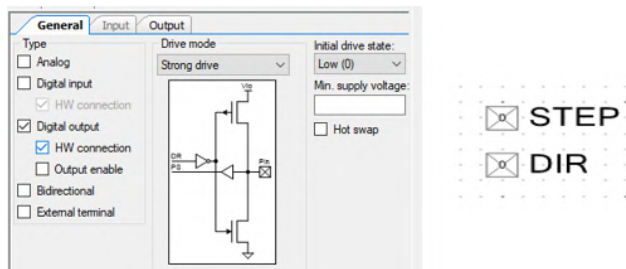 General Input Output
Type
Analog
Digital input
HW connection
Digital output
HW connection
Output enable
Bidirectional
External terminal
Drive mode
Strong drive
Vio
DR
PS
Pin
Initial drive state:
Low (0)
Min. supply voltage:
Hot swap
STEP
DIR